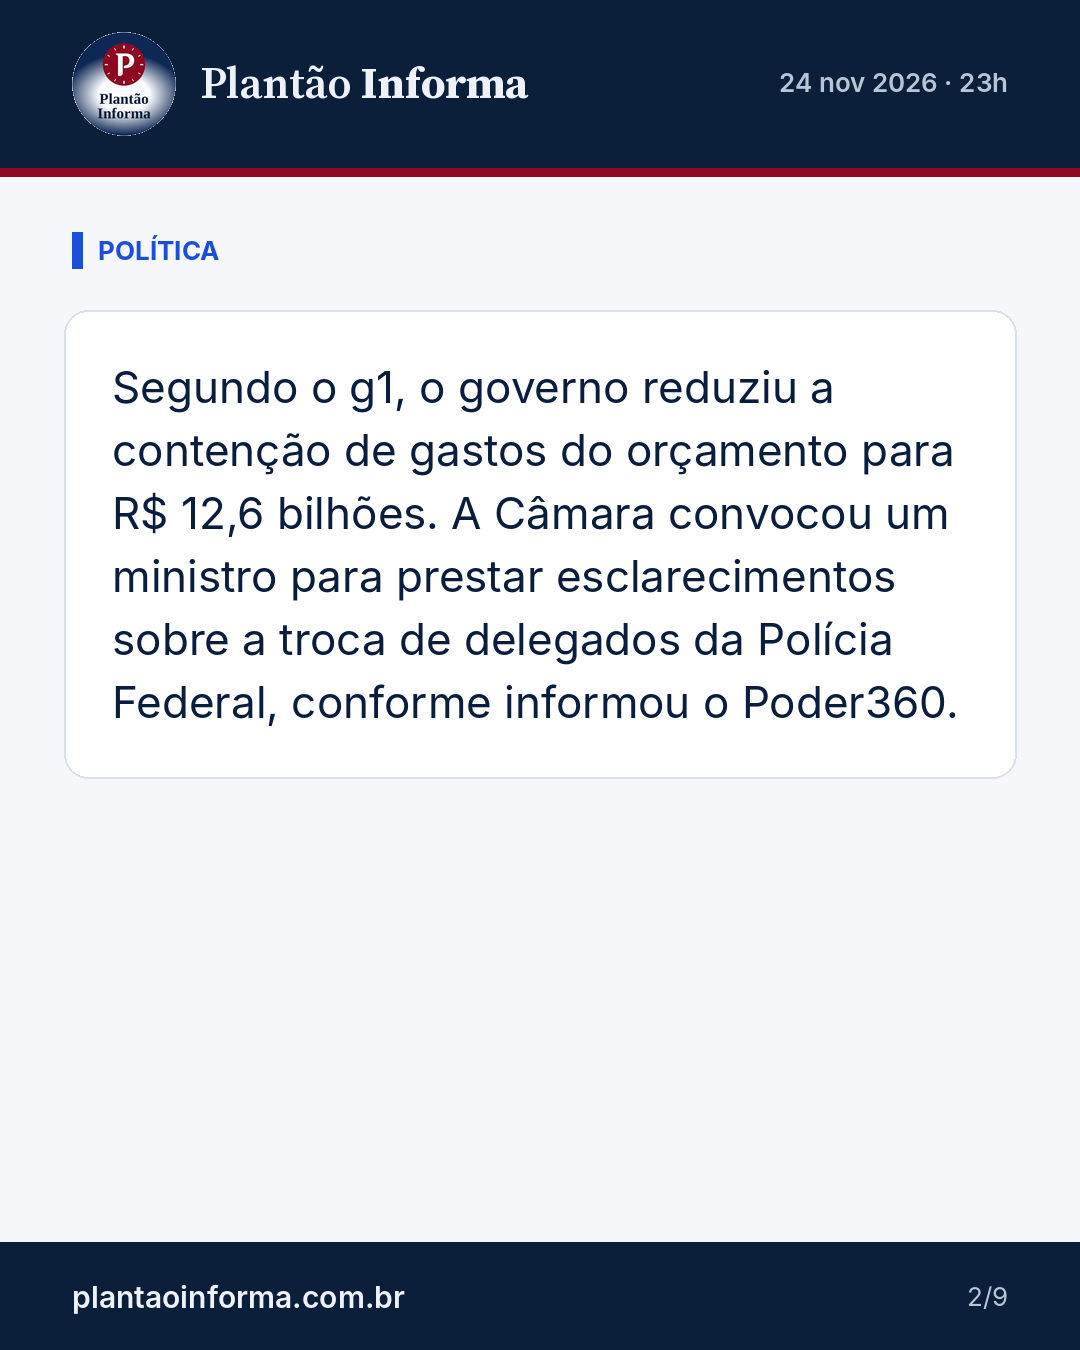 P
Plantão
Informa
Plantão Informa
24 nov 2026 · 23h
POLÍTICA
Segundo o g1, o governo reduziu a
contenção de gastos do orçamento para
R$ 12,6 bilhões. A Câmara convocou um
ministro para prestar esclarecimentos
sobre a troca de delegados da Polícia
Federal, conforme informou o Poder360.
plantaoinforma.com.br
2/9